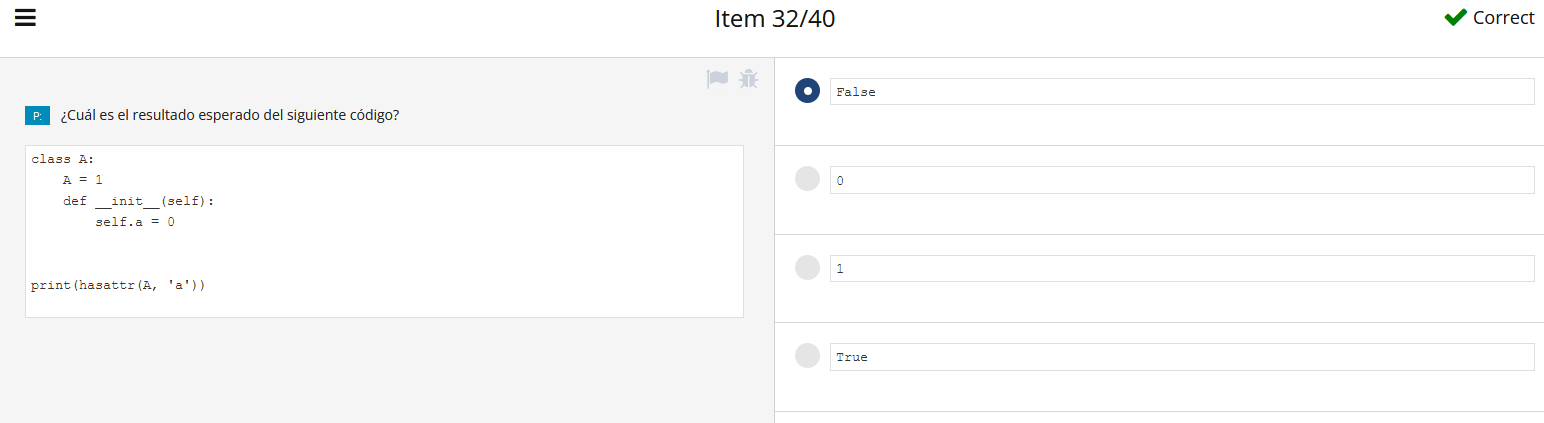 Item 32/40
Correct
P: ¿Cuál es el resultado esperado del siguiente código?
class A:
    A = 1
    def __init__(self):
        self.a = 0
print(hasattr(A, 'a'))
False
0
1
True